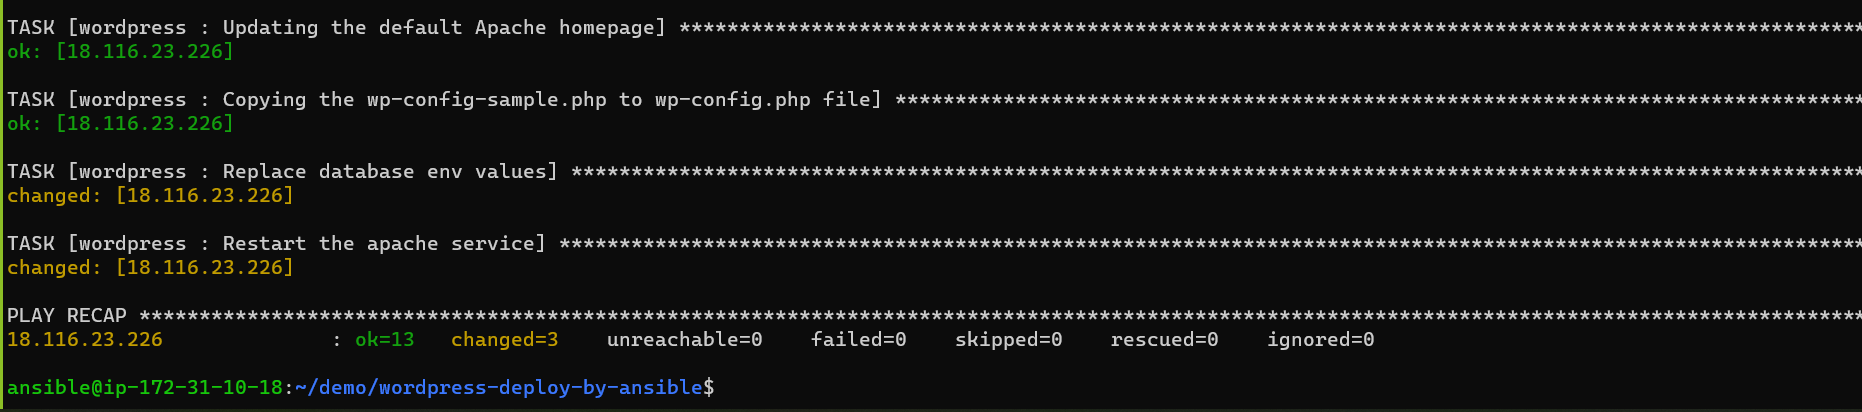 TASK [wordpress : Updating the default Apache homepage] ***************************************************************************************************
ok: [18.116.23.226]
TASK [wordpress : Copying the wp-config-sample.php to wp-config.php file] *********************************************************************************
ok: [18.116.23.226]
TASK [wordpress : Replace database env values] ************************************************************************************************************
changed: [18.116.23.226]
TASK [wordpress : Restart the apache service] *************************************************************************************************************
changed: [18.116.23.226]
PLAY RECAP ************************************************************************************************************************************************
18.116.23.226              : ok=13   changed=3    unreachable=0    failed=0    skipped=0    rescued=0    ignored=0
ansible@ip-172-31-10-18:~/demo/wordpress-deploy-by-ansible$